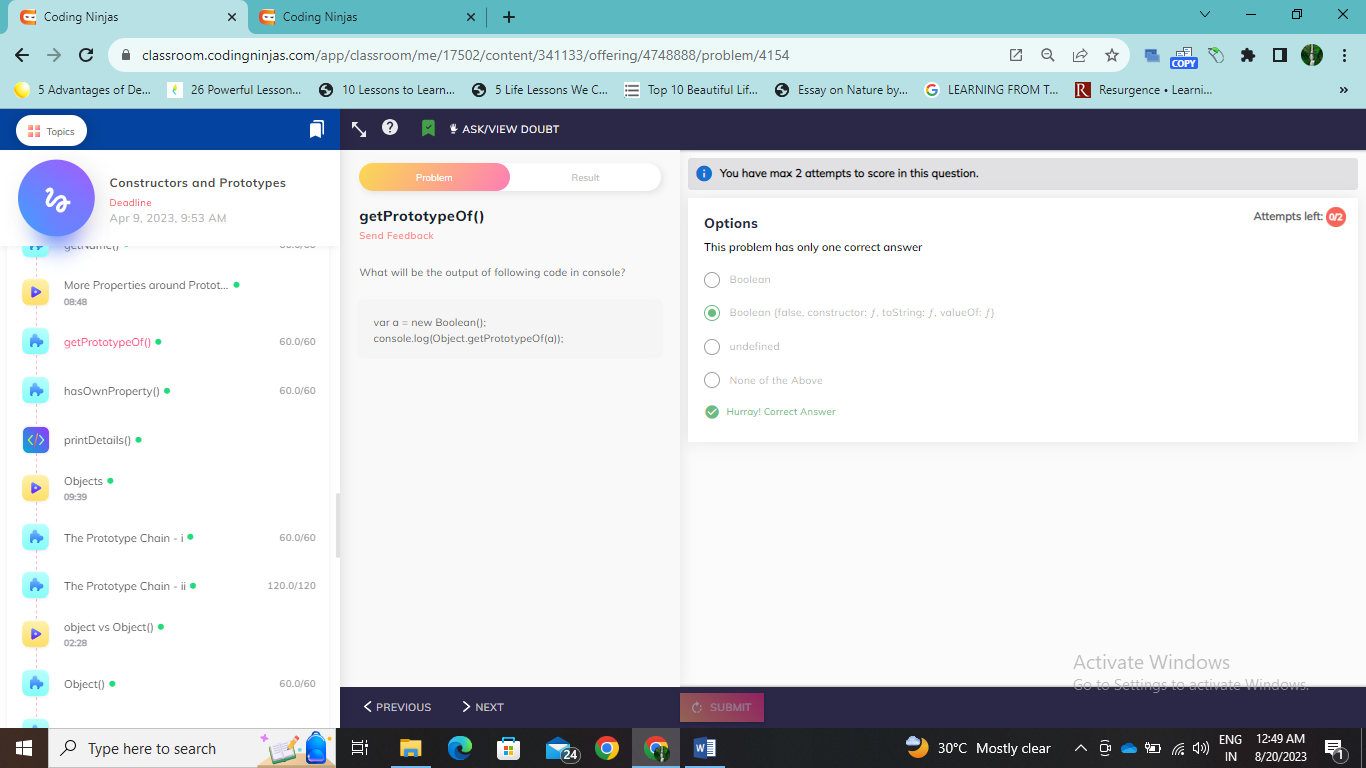 Coding Ninjas
Coding Ninjas
classroom.codingninjas.com/app/classroom/me/17502/content/341133/offering/4748888/problem/4154
COPY
5 Advantages of De...
26 Powerful Lesson...
10 Lessons to Learn...
5 Life Lessons We C...
Top 10 Beautiful Lif...
Essay on Nature by...
LEARNING FROM T...
Resurgence • Learni...
»
Topics
ASK/VIEW DOUBT
Constructors and Prototypes
Deadline
Apr 9, 2023, 9:53 AM
getName()
60.0/60
More Properties around Protot...
08:48
getPrototypeOf()
60.0/60
hasOwnProperty()
60.0/60
printDetails()
Objects
09:39
The Prototype Chain - i
60.0/60
The Prototype Chain - ii
120.0/120
object vs Object()
02:28
Object()
60.0/60
Problem
Result
getPrototypeOf()
Send Feedback
What will be the output of following code in console?
var a = new Boolean();
console.log(Object.getPrototypeOf(a));
You have max 2 attempts to score in this question.
Options
Attempts left: 0/2
This problem has only one correct answer
Boolean
Boolean {false, constructor: ƒ, toString: ƒ, valueOf: ƒ}
undefined
None of the Above
Hurray! Correct Answer
Activate Windows
Go to Settings to activate Windows.
PREVIOUS
NEXT
SUBMIT
Type here to search
24
30°C Mostly clear
ENG
IN
12:49 AM
8/20/2023
1